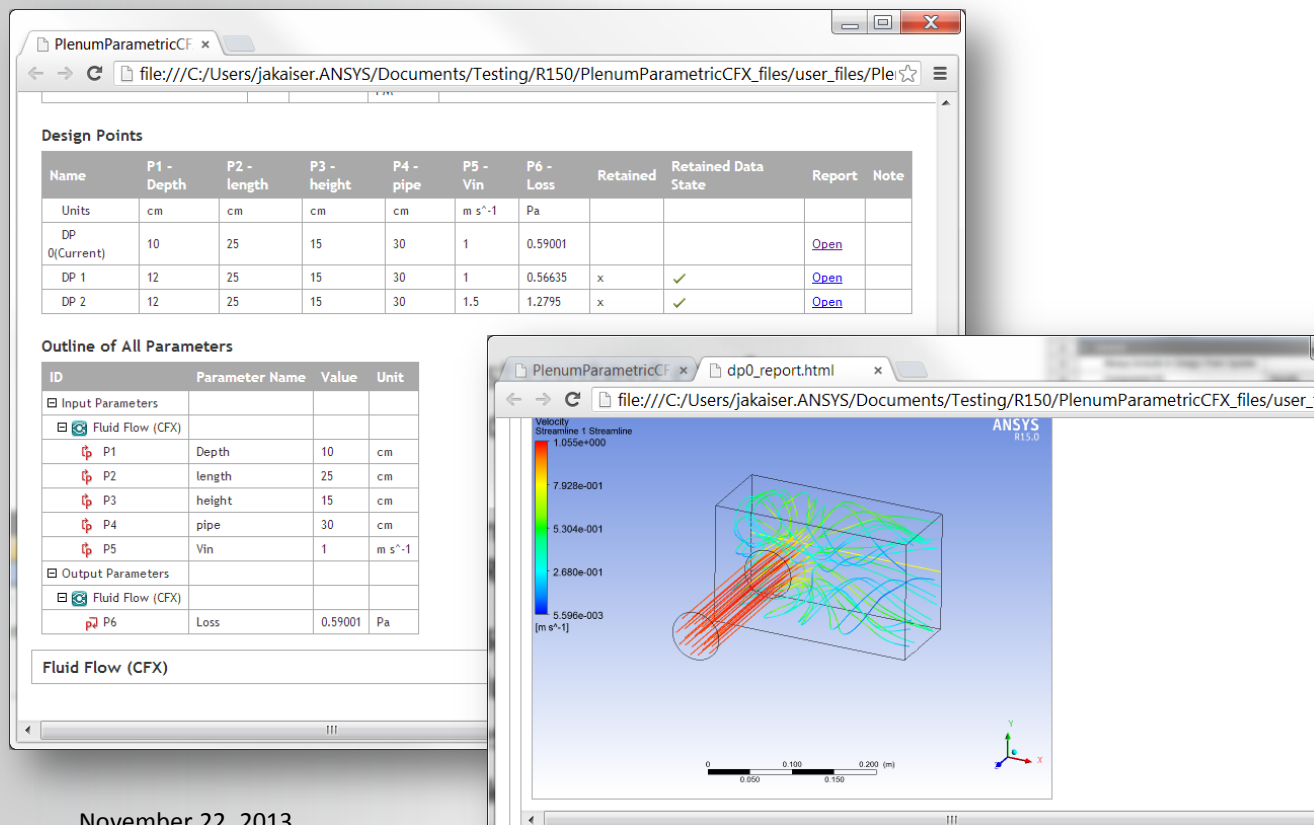 PlenumParametricCF
file:///C:/Users/jakaiser.ANSYS/Documents/Testing/R150/PlenumParametricCFX_files/user_files/Ple
Design Points
Name P1 - Depth P2 - length P3 - height P4 - pipe P5 - Vin P6 - Loss Retained Retained Data State Report Note
Units cm cm cm cm m s^-1 Pa
DP 0(Current) 10 25 15 30 1 0.59001 Open
DP 1 12 25 15 30 1 0.56635 x ✓ Open
DP 2 12 25 15 30 1.5 1.2795 x ✓ Open
Outline of All Parameters
ID Parameter Name Value Unit
Input Parameters
Fluid Flow (CFX)
P1 Depth 10 cm
P2 length 25 cm
P3 height 15 cm
P4 pipe 30 cm
P5 Vin 1 m s^-1
Output Parameters
Fluid Flow (CFX)
P6 Loss 0.59001 Pa
Fluid Flow (CFX)
PlenumParametricCF dp0_report.html
file:///C:/Users/jakaiser.ANSYS/Documents/Testing/R150/PlenumParametricCFX_files/user_f
Velocity
Streamline 1 Streamline
1.055e+000
7.928e-001
5.304e-001
2.680e-001
5.596e-003
[m s^-1]
ANSYS
R15.0
Y
X
Z
0 0.100 0.200 (m)
0.050 0.150
November 22, 2013